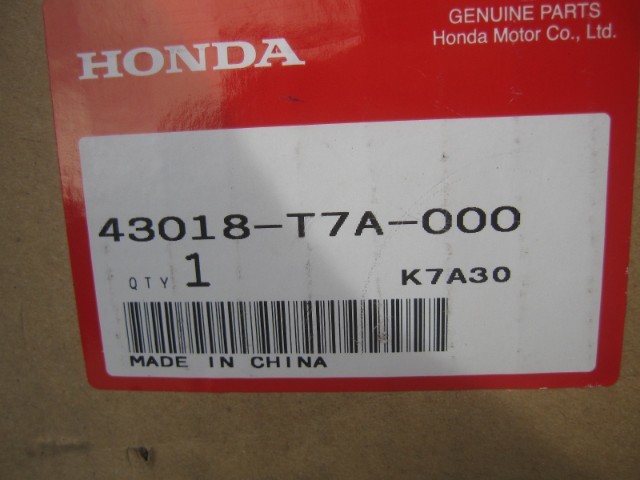 GENUINE PARTS
HONDA Honda Motor Co., Ltd.
43018-T7A-000
QTY 1 K7A30
MADE IN CHINA